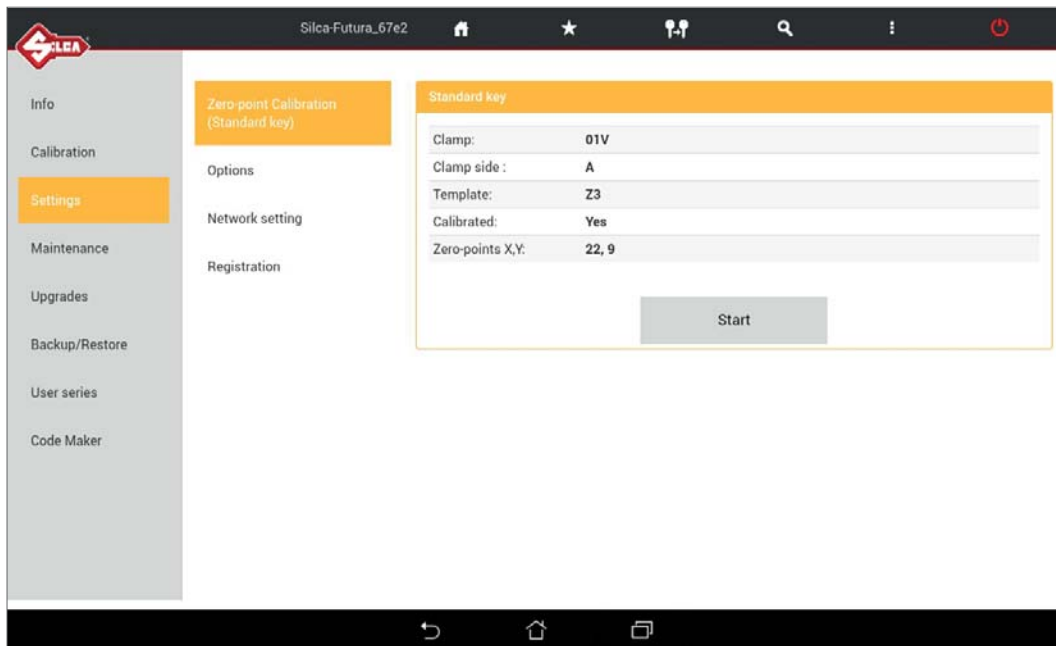 Silca-Futura_67e2
SILCA
Info
Calibration
Settings
Maintenance
Upgrades
Backup/Restore
User series
Code Maker
Zero-point Calibration
(Standard key)
Options
Network setting
Registration
Standard key
Clamp: 01V
Clamp side : A
Template: Z3
Calibrated: Yes
Zero-points X,Y: 22, 9
Start